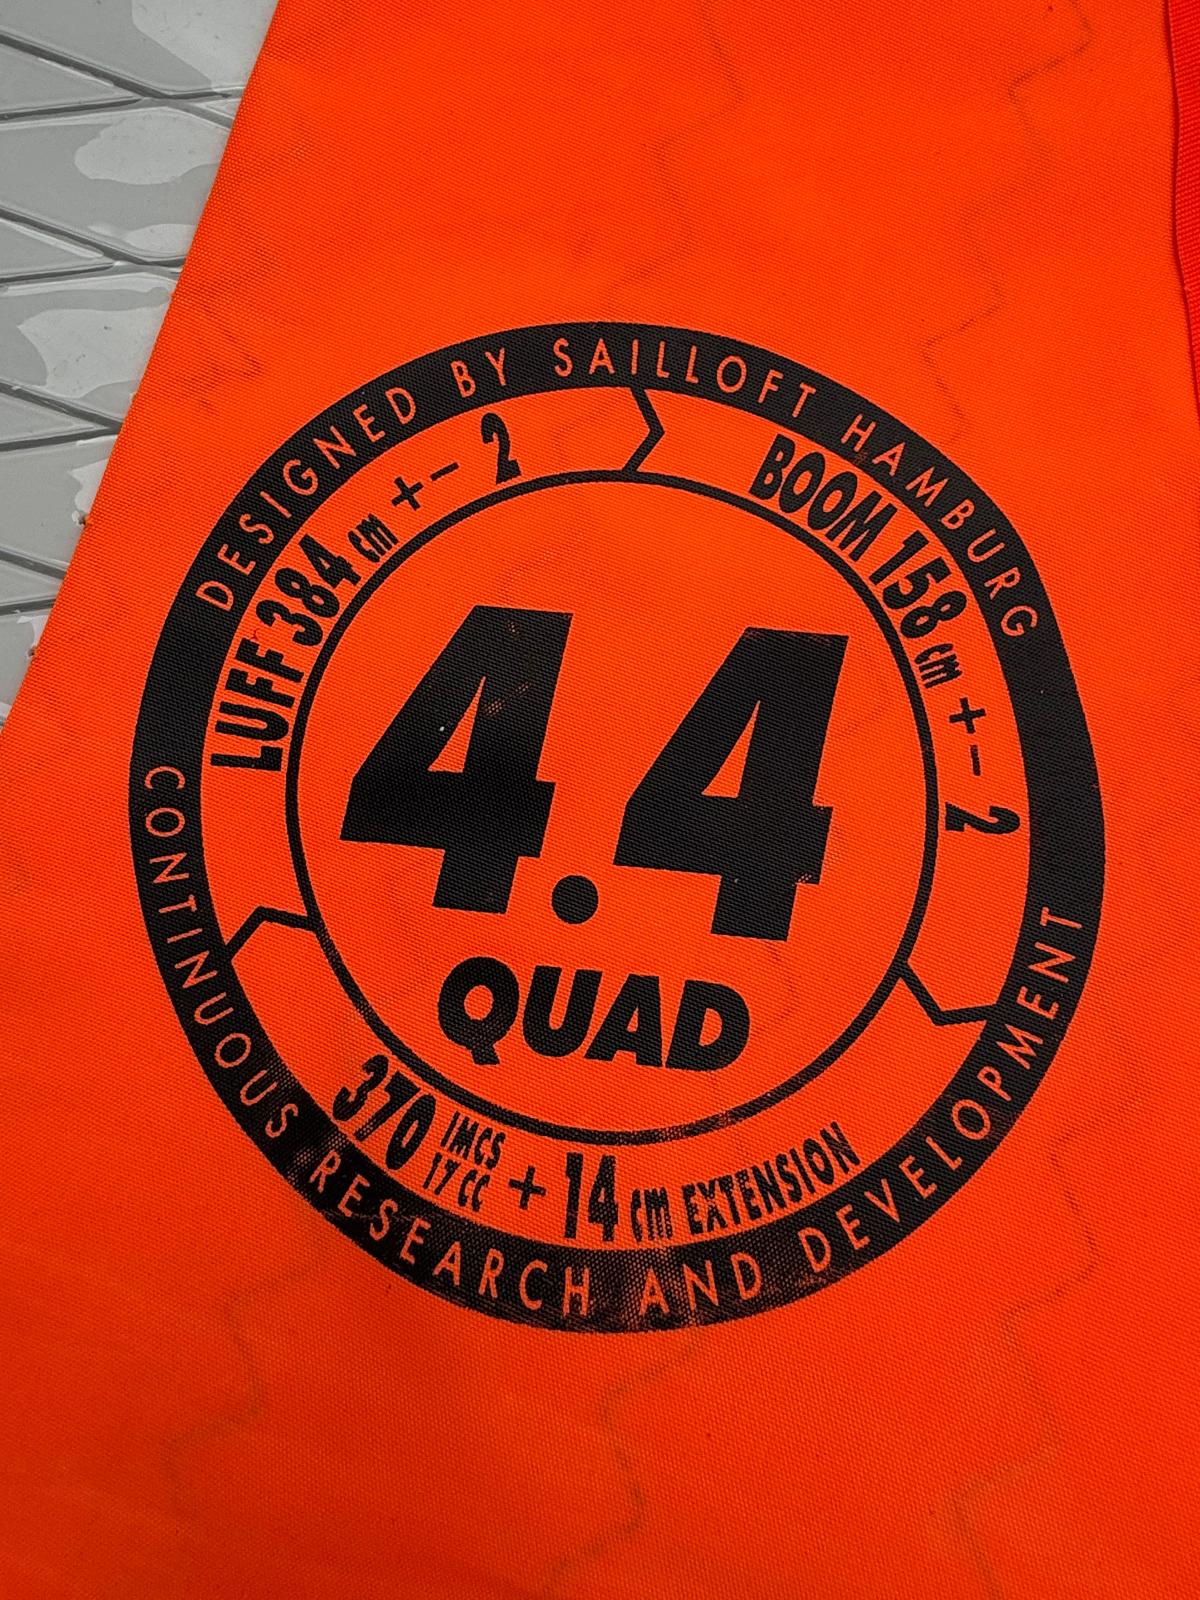 DESIGNED BY SAILLOFT HAMBURG
LUFF 384 cm +- 2
BOOM 158 cm +- 2
4.4
QUAD
370 IMCS 17 CC + 14 cm EXTENSION
CONTINUOUS RESEARCH AND DEVELOPMENT